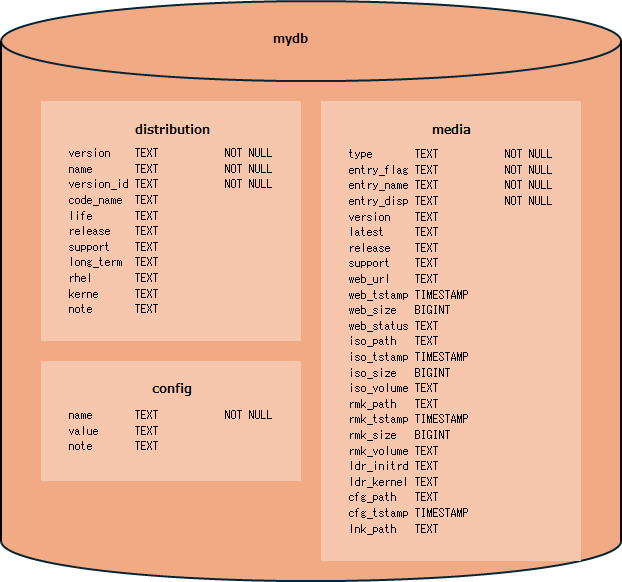 mydb
distribution
version TEXT NOT NULL
name TEXT NOT NULL
version_id TEXT NOT NULL
code_name TEXT
life TEXT
release TEXT
support TEXT
long_term TEXT
rhel TEXT
kerne TEXT
note TEXT
config
name TEXT NOT NULL
value TEXT
note TEXT
media
type TEXT NOT NULL
entry_flag TEXT NOT NULL
entry_name TEXT NOT NULL
entry_disp TEXT NOT NULL
version TEXT
latest TEXT
release TEXT
support TEXT
web_url TEXT
web_tstamp TIMESTAMP
web_size BIGINT
web_status TEXT
iso_path TEXT
iso_tstamp TIMESTAMP
iso_size BIGINT
iso_volume TEXT
rmk_path TEXT
rmk_tstamp TIMESTAMP
rmk_size BIGINT
rmk_volume TEXT
ldr_initrd TEXT
ldr_kernel TEXT
cfg_path TEXT
cfg_tstamp TIMESTAMP
lnk_path TEXT